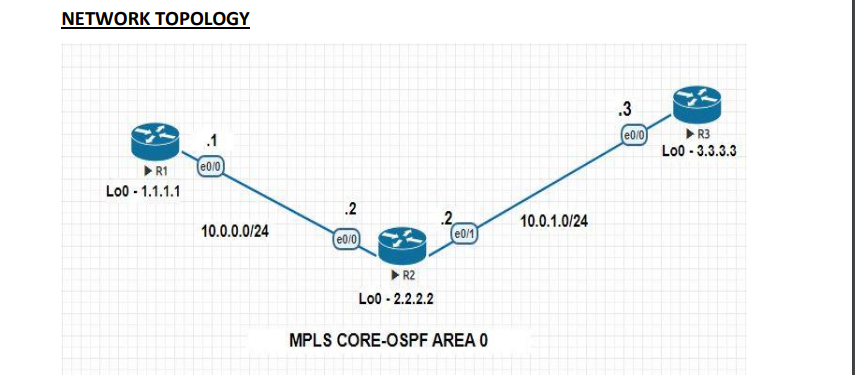 NETWORK TOPOLOGY
.3
e0/0
R3
Lo0 - 3.3.3.3
.1
e0/0
R1
Lo0 - 1.1.1.1
.2
.2
10.0.1.0/24
10.0.0.0/24
e0/0
e0/1
R2
Lo0 - 2.2.2.2
MPLS CORE-OSPF AREA 0